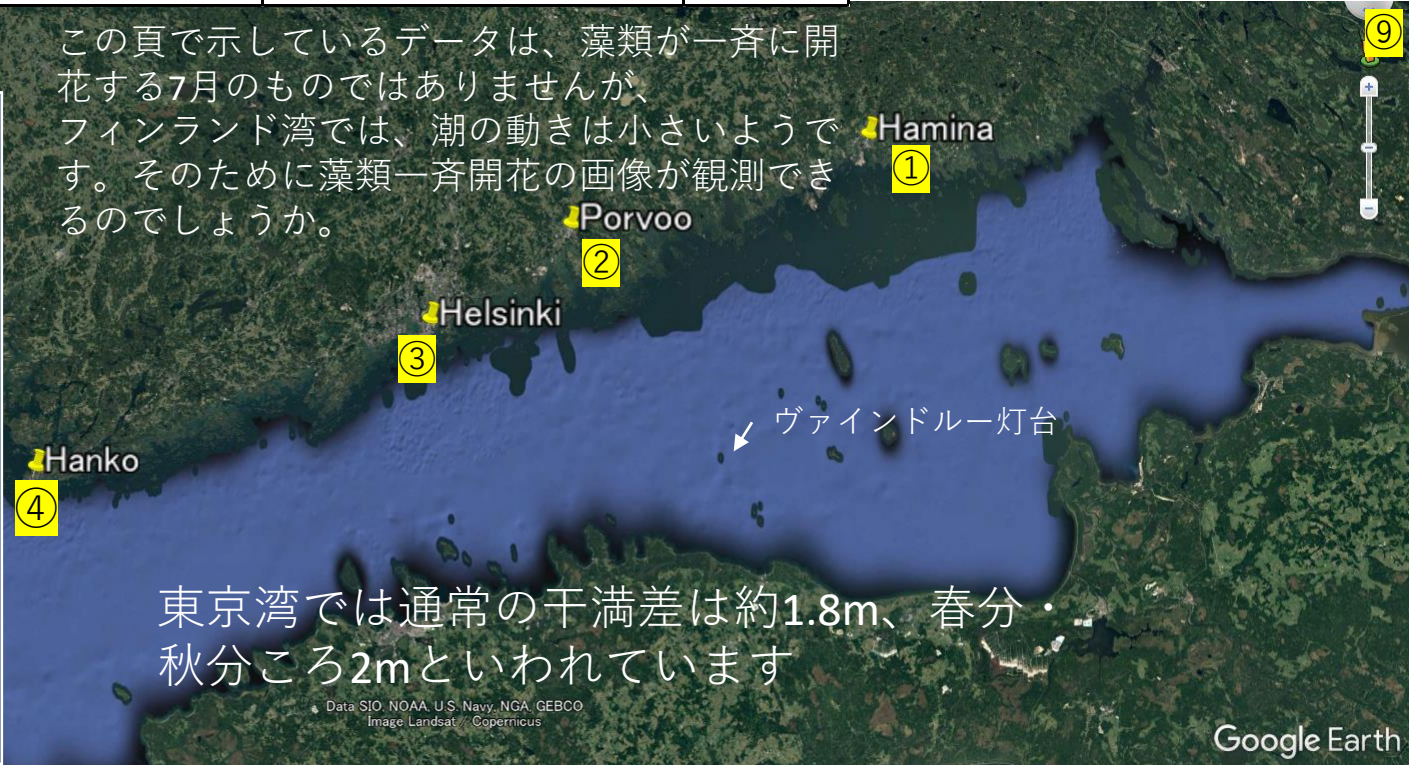 この頁で示しているデータは、藻類が一斉に開
花する7月のものではありませんが、
フィンランド湾では、潮の動きは小さいようで
す。そのために藻類一斉開花の画像が観測でき
るのでしょうか。
⑨
Hamina
①
Porvoo
②
Helsinki
③
ヴァインドルー灯台
Hanko
④
東京湾では通常の干満差は約1.8m、春分・
秋分ころ2mといわれています
Data SIO, NOAA, U.S. Navy, NGA, GEBCO
Image Landsat / Copernicus
Google Earth